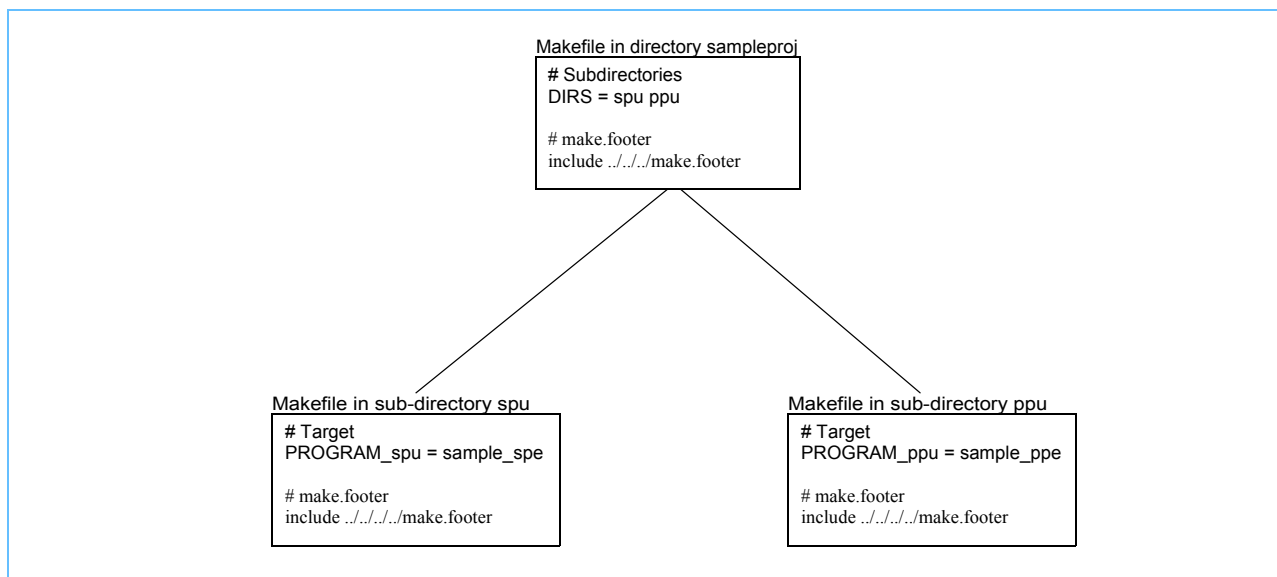 Makefile in directory sampleproj
# Subdirectories
DIRS = spu ppu
# make.footer
include ../../../make.footer
Makefile in sub-directory spu
# Target
PROGRAM_spu = sample_spe
# make.footer
include ../../../../make.footer
Makefile in sub-directory ppu
# Target
PROGRAM_ppu = sample_ppe
# make.footer
include ../../../../make.footer